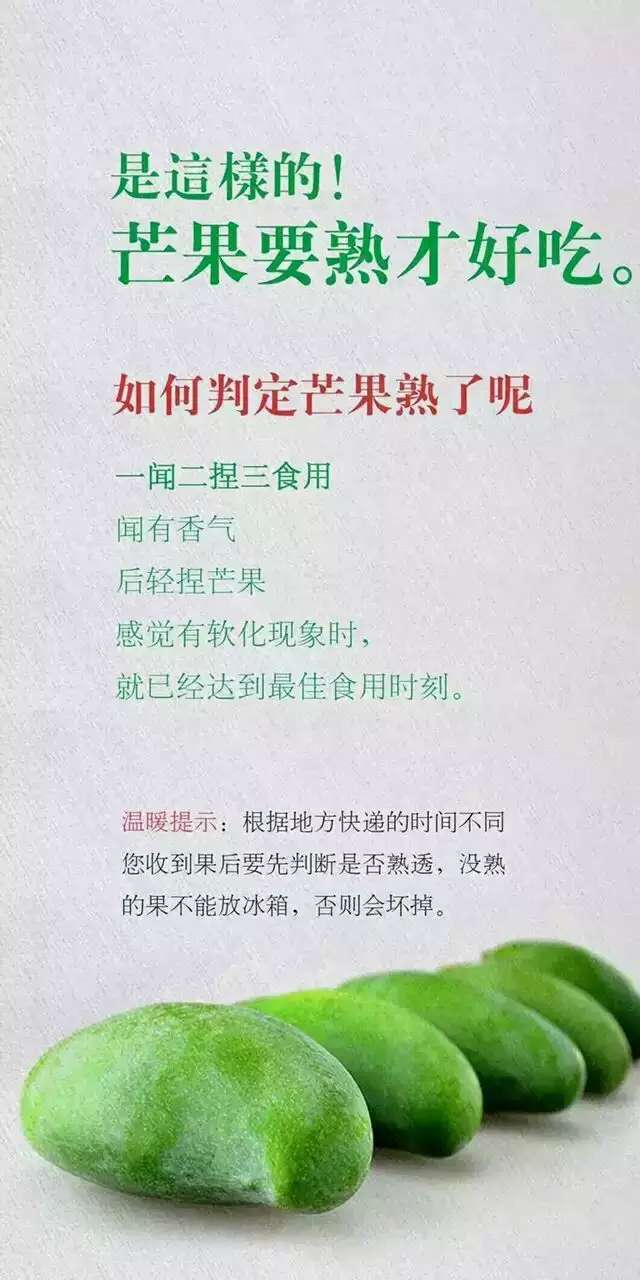 是這樣的！
芒果要熟才好吃。
如何判定芒果熟了呢
一闻二捏三食用
闻有香气
后轻捏芒果
感觉有软化现象时，
就已经达到最佳食用时刻。
温暖提示：根据地方快递的时间不同
您收到果后要先判断是否熟透，没熟
的果不能放冰箱，否则会坏掉。